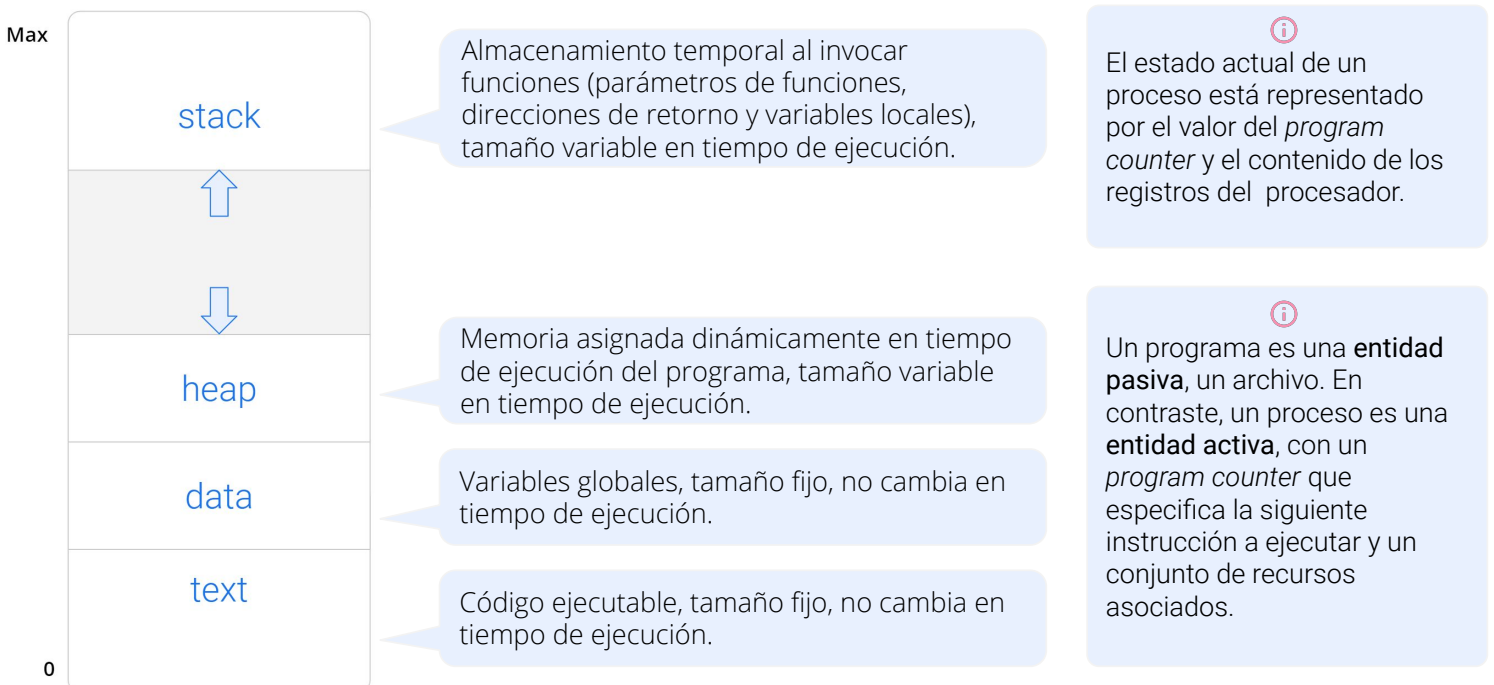 Max
stack
Almacenamiento temporal al invocar
funciones (parámetros de funciones,
direcciones de retorno y variables locales),
tamaño variable en tiempo de ejecución.
El estado actual de un
proceso está representado
por el valor del program
counter y el contenido de los
registros del procesador.
heap
Memoria asignada dinámicamente en tiempo
de ejecución del programa, tamaño variable
en tiempo de ejecución.
data
Variables globales, tamaño fijo, no cambia en
tiempo de ejecución.
text
Código ejecutable, tamaño fijo, no cambia en
tiempo de ejecución.
0
Un programa es una entidad
pasiva, un archivo. En
contraste, un proceso es una
entidad activa, con un
program counter que
especifica la siguiente
instrucción a ejecutar y un
conjunto de recursos
asociados.